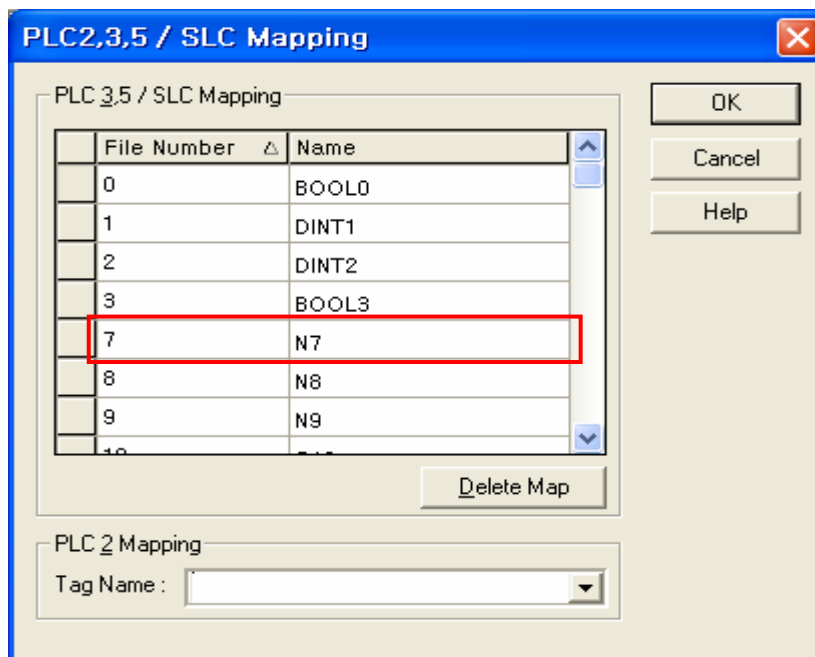 PLC2,3,5 / SLC Mapping
PLC 3,5 / SLC Mapping
OK
File Number Name
Cancel
0 BOOL0
Help
1 DINT1
2 DINT2
3 BOOL3
7 N7
8 N8
9 N9
Delete Map
PLC 2 Mapping
Tag Name :